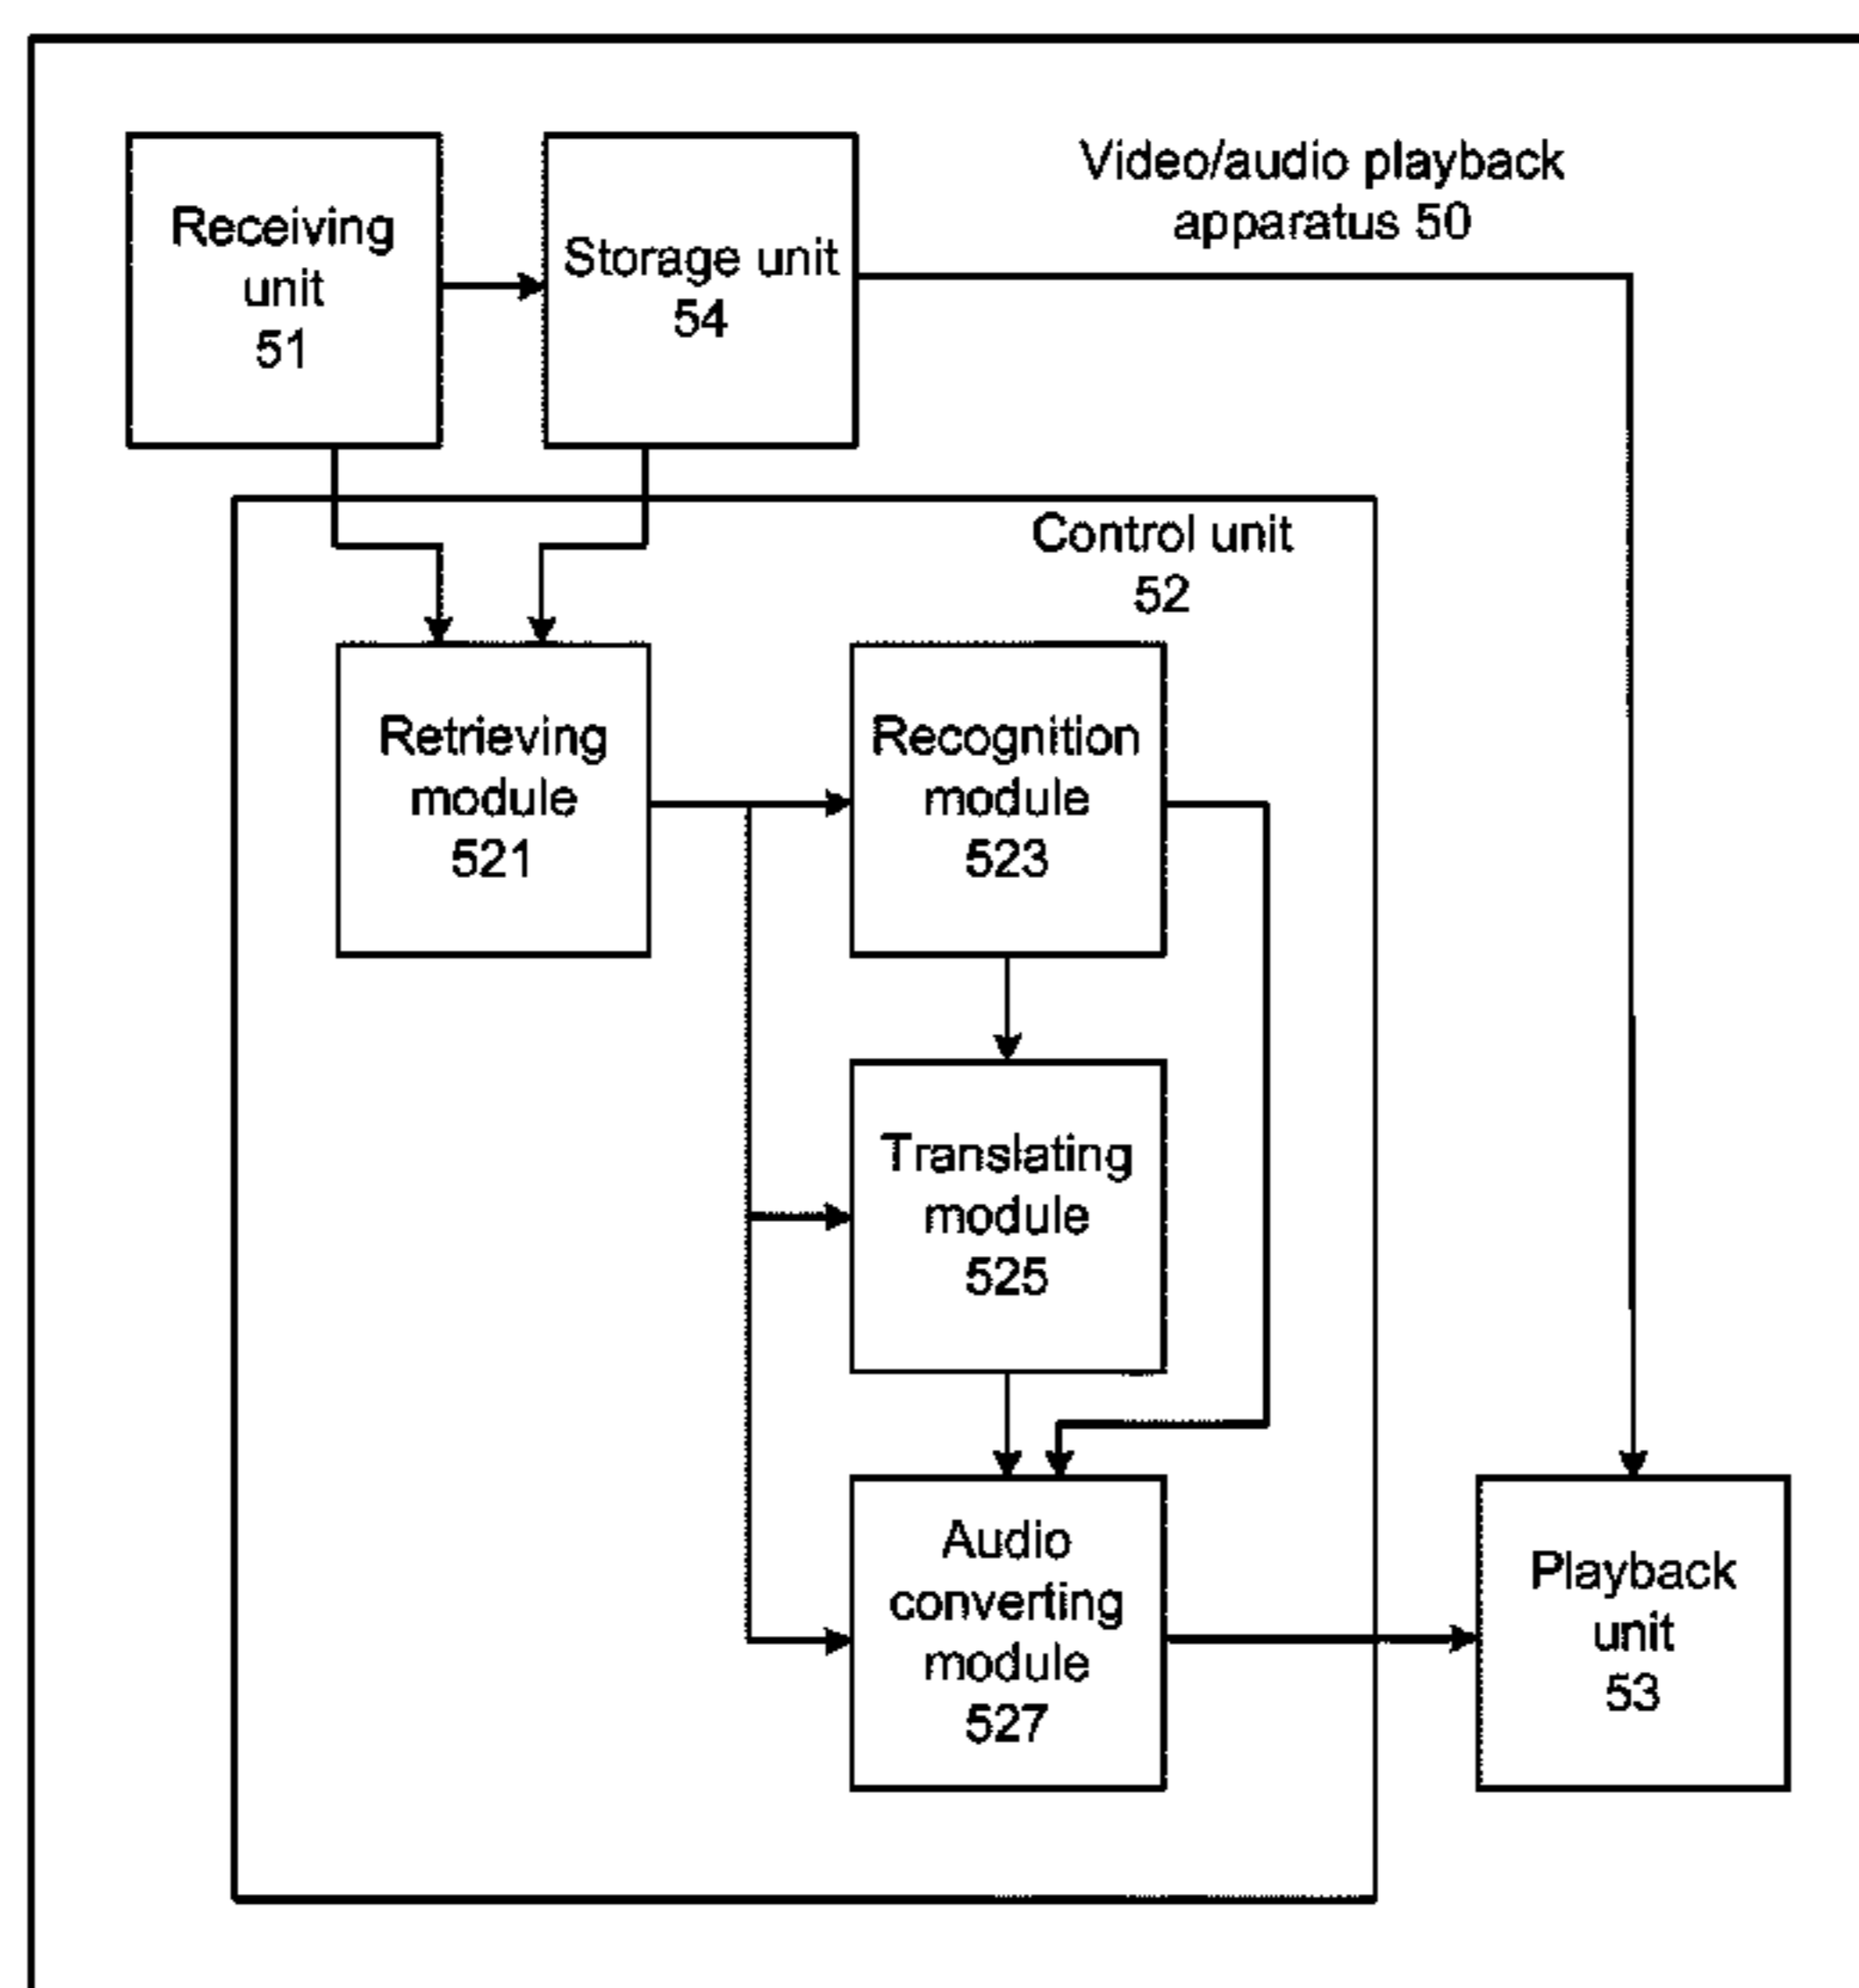 Receiving
unit
51
Storage unit
54
Video/audio playback
apparatus 50
Control unit
52
Retrieving
module
521
Recognition
module
523
Translating
module
525
Audio
converting
module
527
Playback
unit
53